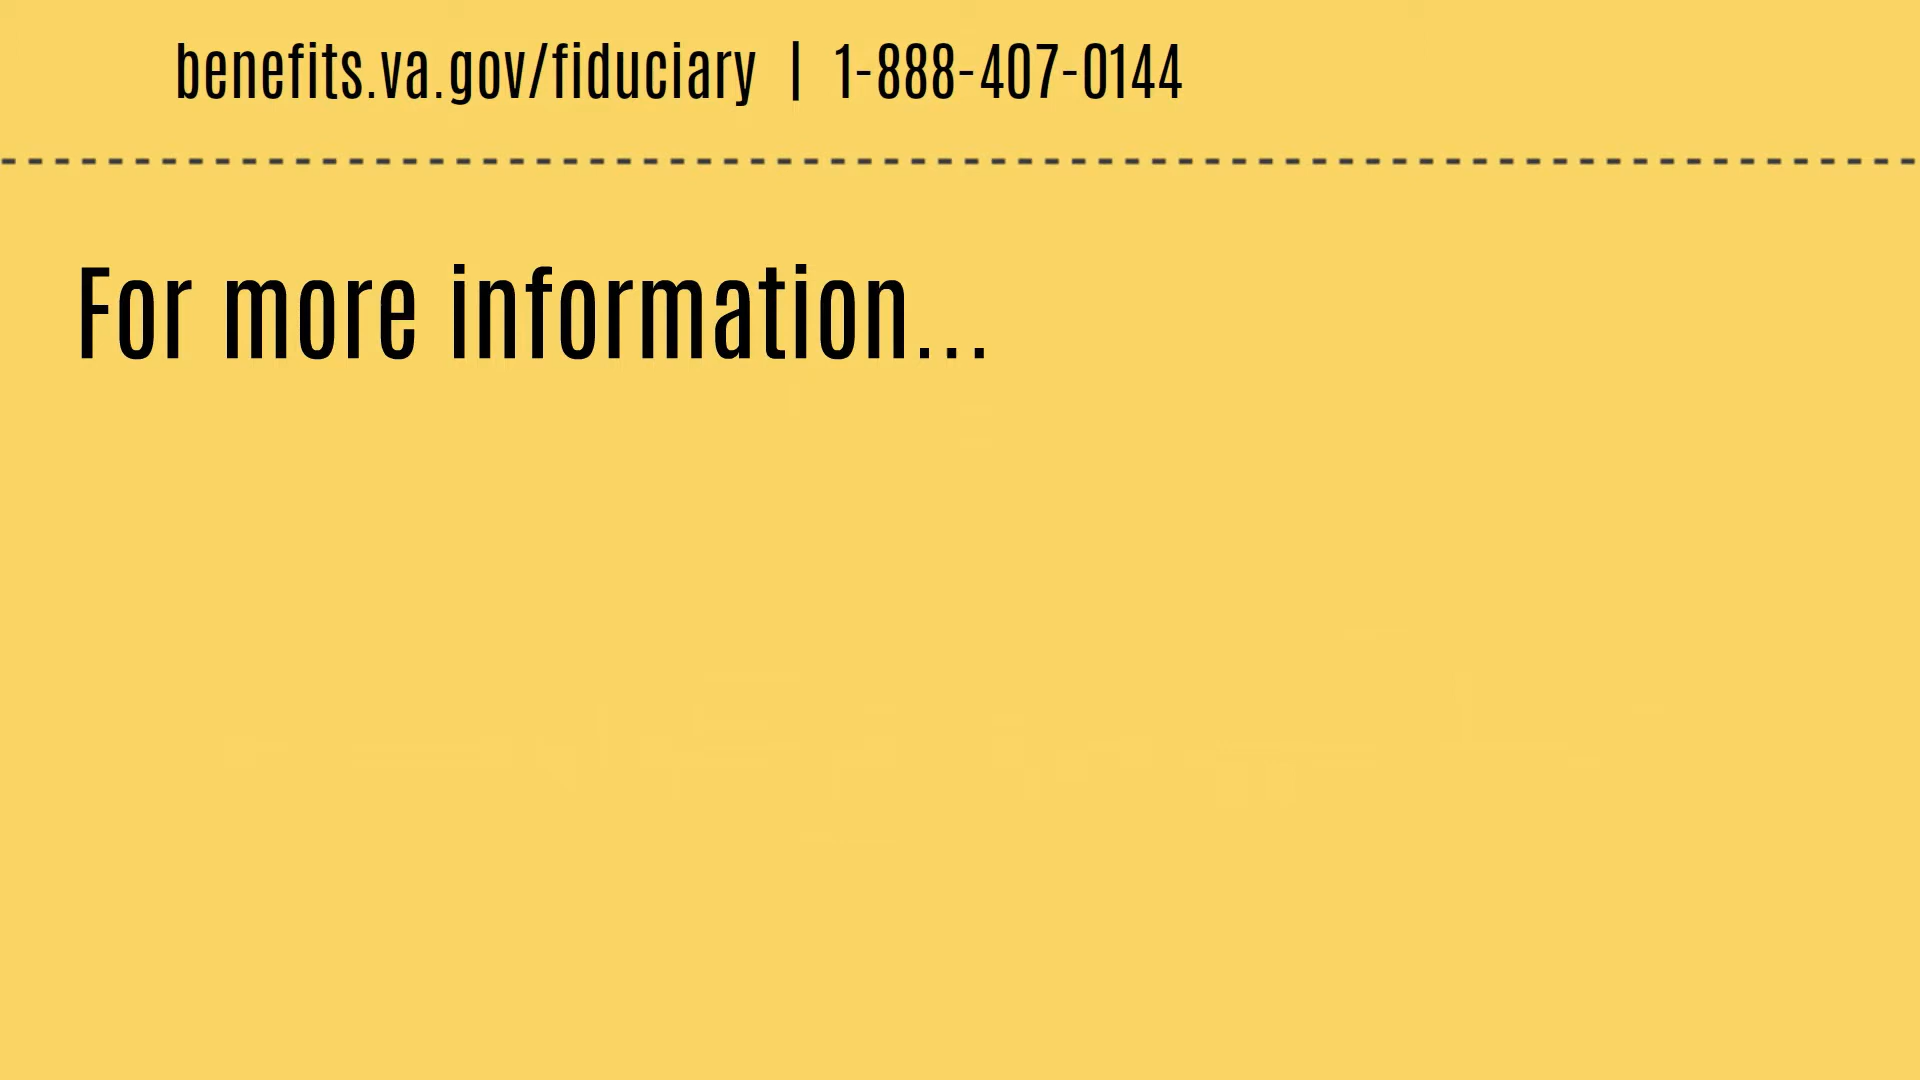 benefits.va.gov/fiduciary | 1-888-407-0144
For more information...